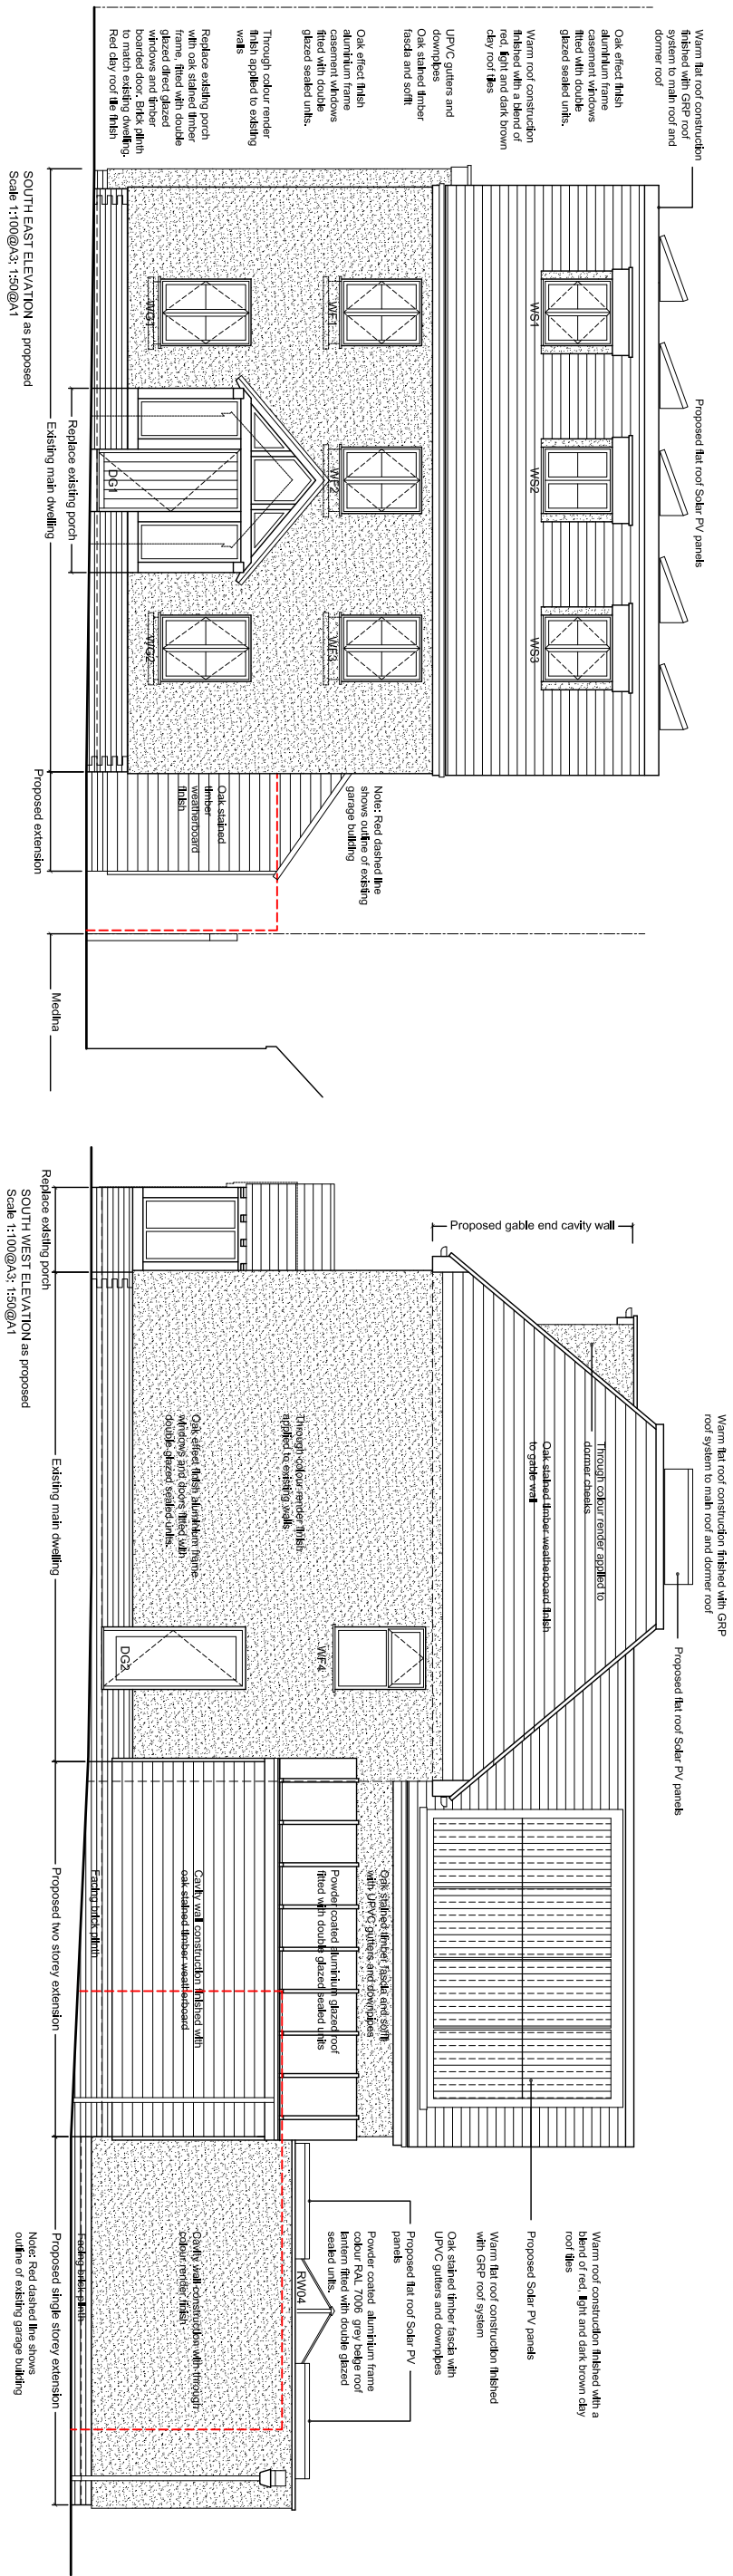 Warm flat roof construction
finished with GRP roof
system to main roof and
dormer roof
Oak effect finish
aluminium frame
casement windows
fitted with double
glazed sealed units.
Warm roof construction
finished with a blend of
red, light and dark brown
clay roof tiles
UPVC gutters and
downpipes
Oak stained timber
fascia and soffit
Oak effect finish
aluminium frame
casement windows
fitted with double
glazed sealed units.
Through colour render
finish applied to existing
walls
Replace existing porch
with oak stained timber
frame, fitted with double
glazed direct glazed
windows and timber
boarded door. Brick plinth
to match existing dwelling.
Red clay roof tile finish
Proposed flat roof Solar PV panels
WS1
WS2
WS3
WF1
WF2
WF3
WG1
DG1
WG2
Note: Red dashed line
shows outline of existing
garage building
Oak stained
timber
weatherboard
finish
Replace existing porch
Existing main dwelling
Proposed extension
Medina
SOUTH EAST ELEVATION as proposed
Scale 1:100@A3; 1:50@A1
Warm flat roof construction finished with GRP
roof system to main roof and dormer roof
Proposed flat roof Solar PV panels
Proposed gable end cavity wall
Through colour render applied to
dormer cheeks
Oak stained timber weatherboard finish
to gable wall
Through colour render finish
applied to existing walls
Oak effect finish aluminium frame
windows and doors fitted with
double glazed sealed units.
WF4
DG2
Oak stained timber fascia and soffit
with UPVC gutters and downpipes
Powder coated aluminium glazed roof
fitted with double glazed sealed units
Cavity wall construction finished with
oak stained timber weatherboard
Facing brick plinth
Warm roof construction finished with a
blend of red, light and dark brown clay
roof tiles
Proposed Solar PV panels
Warm flat roof construction finished
with GRP roof system
Oak stained timber fascia with
UPVC gutters and downpipes
Proposed flat roof Solar PV
panels
Powder coated aluminium frame
colour RAL 7006 grey beige roof
lantern fitted with double glazed
sealed units.
RW04
Cavity wall construction with through
colour render finish
Facing brick plinth
Replace existing porch
Existing main dwelling
Proposed two storey extension
Proposed single storey extension
Note: Red dashed line shows
outline of existing garage building
SOUTH WEST ELEVATION as proposed
Scale 1:100@A3; 1:50@A1